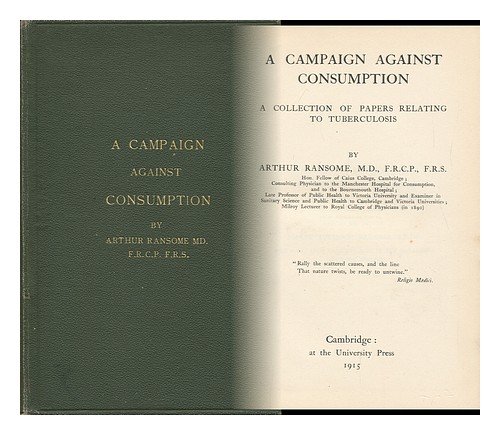 A CAMPAIGN
AGAINST
CONSUMPTION
BY
ARTHUR RANSOME MD.
F.R.C.P. F.R.S.
A CAMPAIGN AGAINST
CONSUMPTION
A COLLECTION OF PAPERS RELATING
TO TUBERCULOSIS
BY
ARTHUR RANSOME, M.D., F.R.C.P., F.R.S.
Hon. Fellow of Caius College, Cambridge;
Consulting Physician to the Manchester Hospital for Consumption,
and to the Bournemouth Hospital;
Late Professor of Public Health to Victoria University and Examiner in
Sanitary Science and Public Health to Cambridge and Victoria Universities;
Milroy Lecturer to Royal College of Physicians (in 1890)
"Rally the scattered causes, and the line
That nature twists, be ready to untwine."
Religio Medici.
Cambridge:
at the University Press
1915